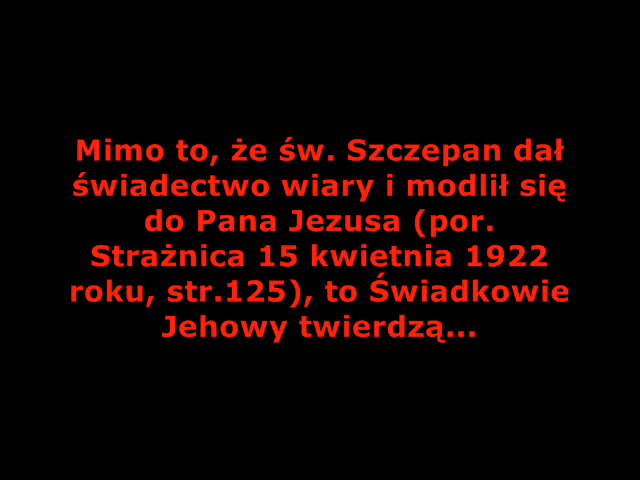 Mimo to, że św. Szczepan dał
świadectwo wiary i modlił się
do Pana Jezusa (por.
Strażnica 15 kwietnia 1922
roku, str.125), to Świadkowie
Jehowy twierdzą...